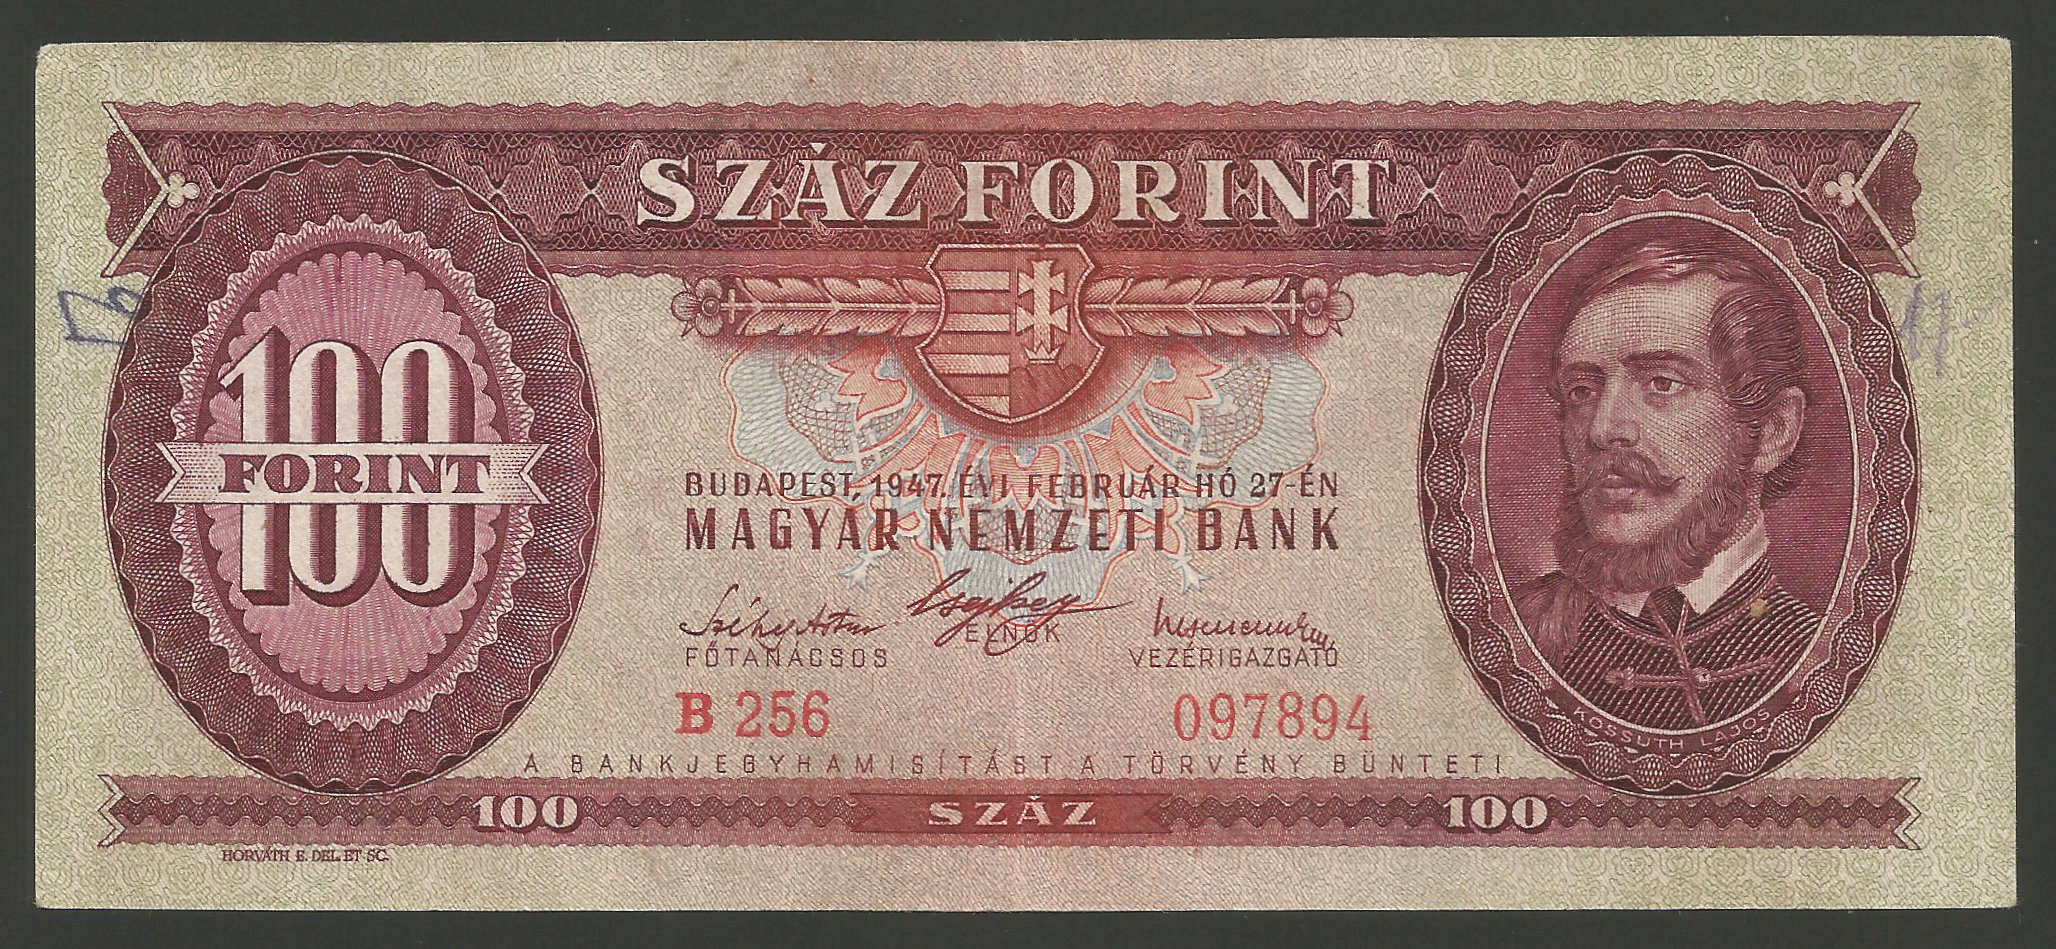 SZÁZ FORINT
100
FORINT
100
BUDAPEST, 1947. ÉVI FEBRUÁR HÓ 27-ÉN
MAGYAR NEMZETI BANK
FŐTANÁCSOS
ELNÖK
VEZÉRIGAZGATÓ
B 256
097894
KOSSUTH LAJOS
A BANKJEGYHAMISÍTÁST A TÖRVÉNY BÜNTETI
100 SZÁZ 100
HORVÁTH E. DEL. ET SC.